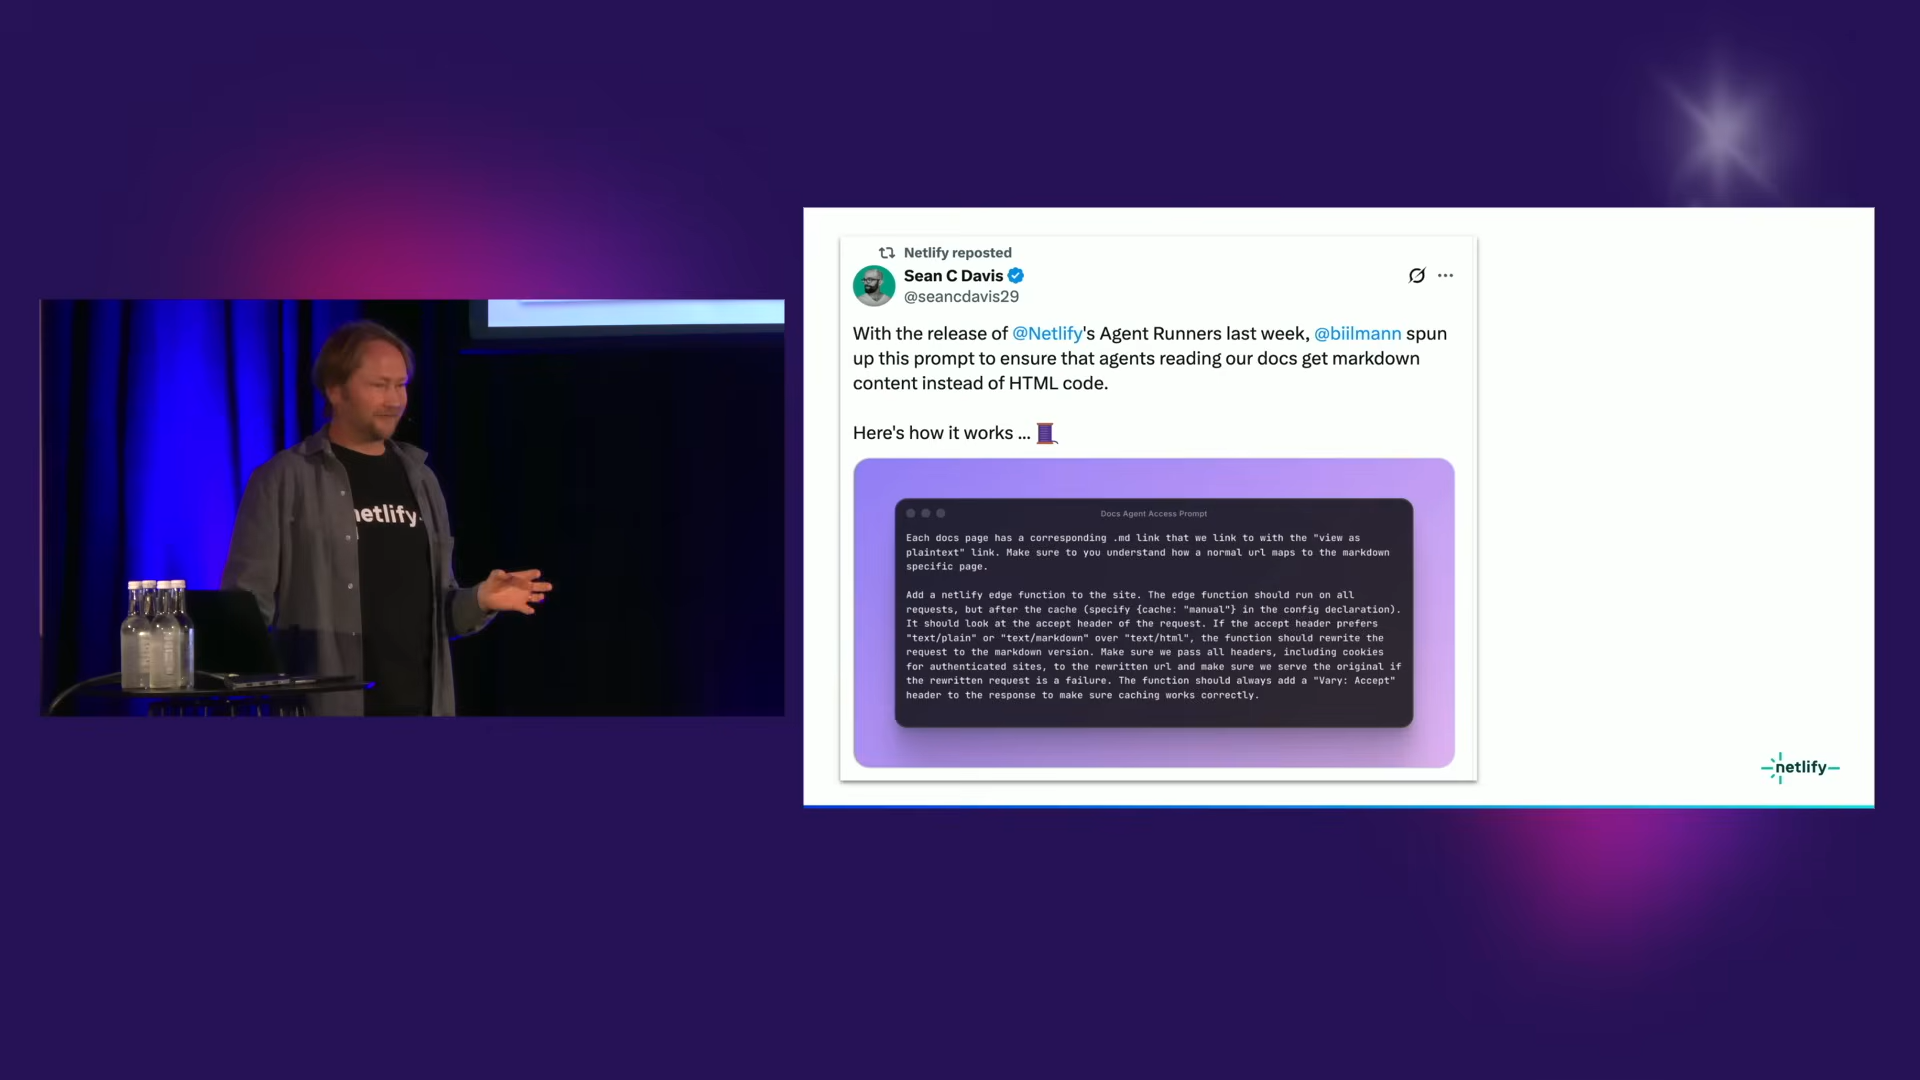 netlify
Netlify reposted
Sean C Davis
@seancdavis29
With the release of @Netlify's Agent Runners last week, @biilmann spun
up this prompt to ensure that agents reading our docs get markdown
content instead of HTML code.
Here's how it works ...
Docs Agent Access Prompt
Each docs page has a corresponding .md link that we link to with the "view as
plaintext" link. Make sure to you understand how a normal url maps to the markdown
specific page.
Add a netlify edge function to the site. The edge function should run on all
requests, but after the cache (specify {cache: "manual"} in the config declaration).
It should look at the accept header of the request. If the accept header prefers
"text/plain" or "text/markdown" over "text/html", the function should rewrite the
request to the markdown version. Make sure we pass all headers, including cookies
for authenticated sites, to the rewritten url and make sure we serve the original if
the rewritten request is a failure. The function should always add a "Vary: Accept"
header to the response to make sure caching works correctly.
netlify